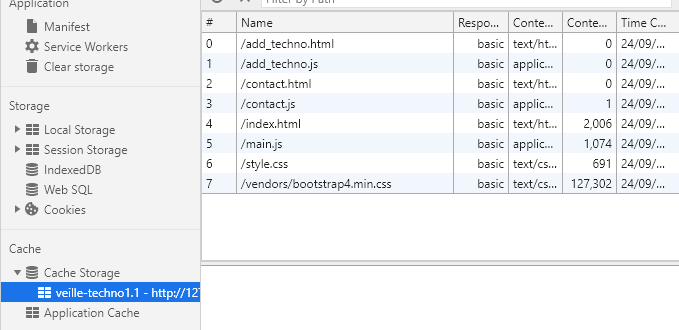 Application
Filter by Path
Manifest
Service Workers
Clear storage
Storage
Local Storage
Session Storage
IndexedDB
Web SQL
Cookies
Cache
Cache Storage
veille-techno1.1 - http://127
Application Cache
# Name Respo... Conte... Conte... Time C...
0 /add_techno.html basic text/ht... 0 24/09/...
1 /add_techno.js basic applic... 0 24/09/...
2 /contact.html basic text/ht... 0 24/09/...
3 /contact.js basic applic... 1 24/09/...
4 /index.html basic text/ht... 2,006 24/09/...
5 /main.js basic applic... 1,074 24/09/...
6 /style.css basic text/cs... 691 24/09/...
7 /vendors/bootstrap4.min.css basic text/cs... 127,302 24/09/...